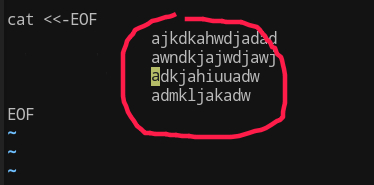 cat <<-EOF
ajkdkahwdjadad
awndkjajwdjawj
adkjahiuuadw
admkljakadw
EOF
~
~
~